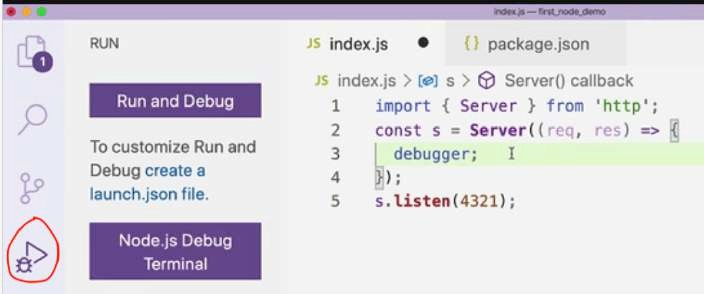 index.js — first_node_demo
RUN
Run and Debug
To customize Run and
Debug create a
launch.json file.
Node.js Debug
Terminal
1
JS index.js
{} package.json
JS index.js > s > Server() callback
1 import { Server } from 'http';
2 const s = Server((req, res) => {
3 debugger;
4 });
5 s.listen(4321);